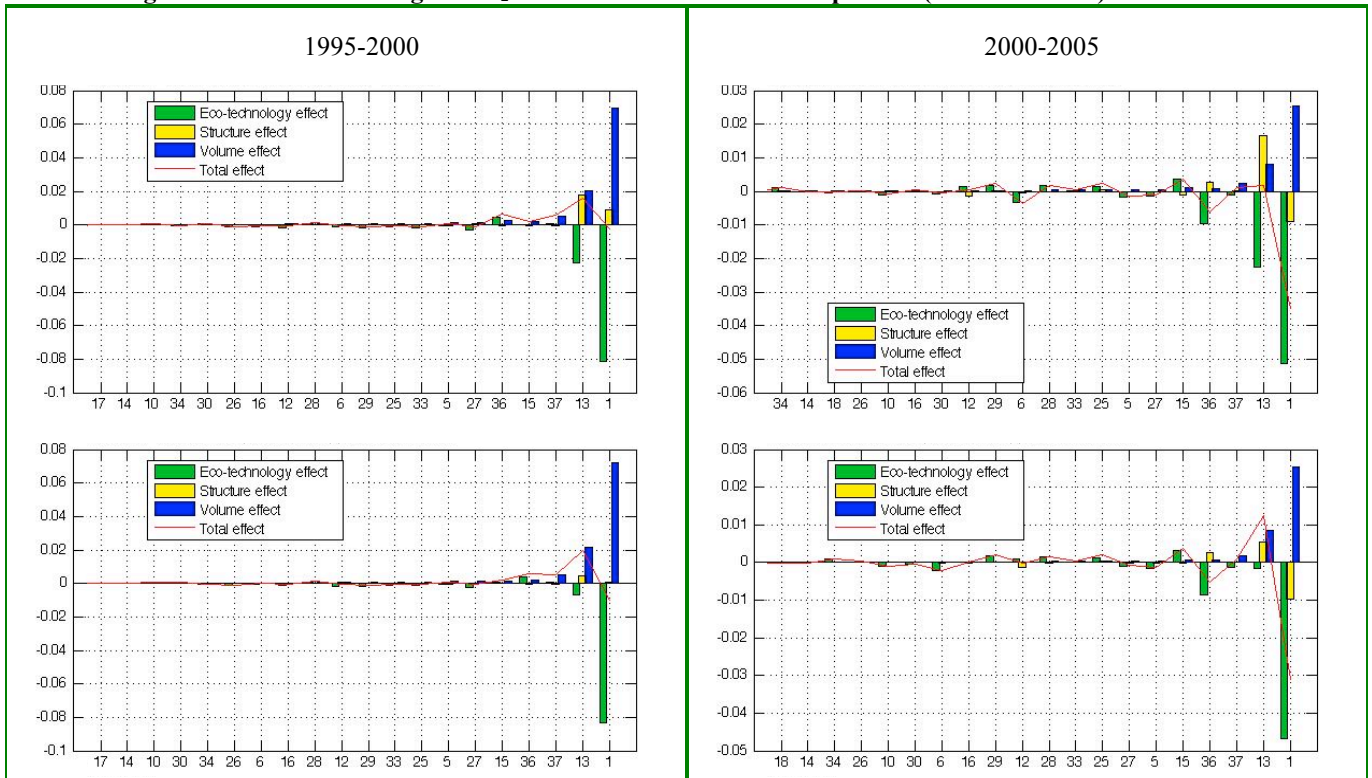 1995-2000
0.08
0.06
0.04
0.02
0
-0.02
-0.04
-0.06
-0.08
-0.1
Eco-technology effect
Structure effect
Volume effect
Total effect
17 14 10 34 30 26 16 12 28 6 29 25 33 5 27 36 15 37 13 1
2000-2005
0.03
0.02
0.01
0
-0.01
-0.02
-0.03
-0.04
-0.05
-0.06
Eco-technology effect
Structure effect
Volume effect
Total effect
34 14 18 26 10 16 30 12 29 6 28 33 25 5 27 15 36 37 13 1
0.08
0.06
0.04
0.02
0
-0.02
-0.04
-0.06
-0.08
-0.1
Eco-technology effect
Structure effect
Volume effect
Total effect
17 14 10 30 34 26 6 16 28 12 29 25 33 5 27 15 36 37 13 1
0.03
0.02
0.01
0
-0.01
-0.02
-0.03
-0.04
-0.05
Eco-technology effect
Structure effect
Volume effect
Total effect
18 14 34 26 10 30 6 16 29 12 28 33 25 5 27 15 36 37 13 1